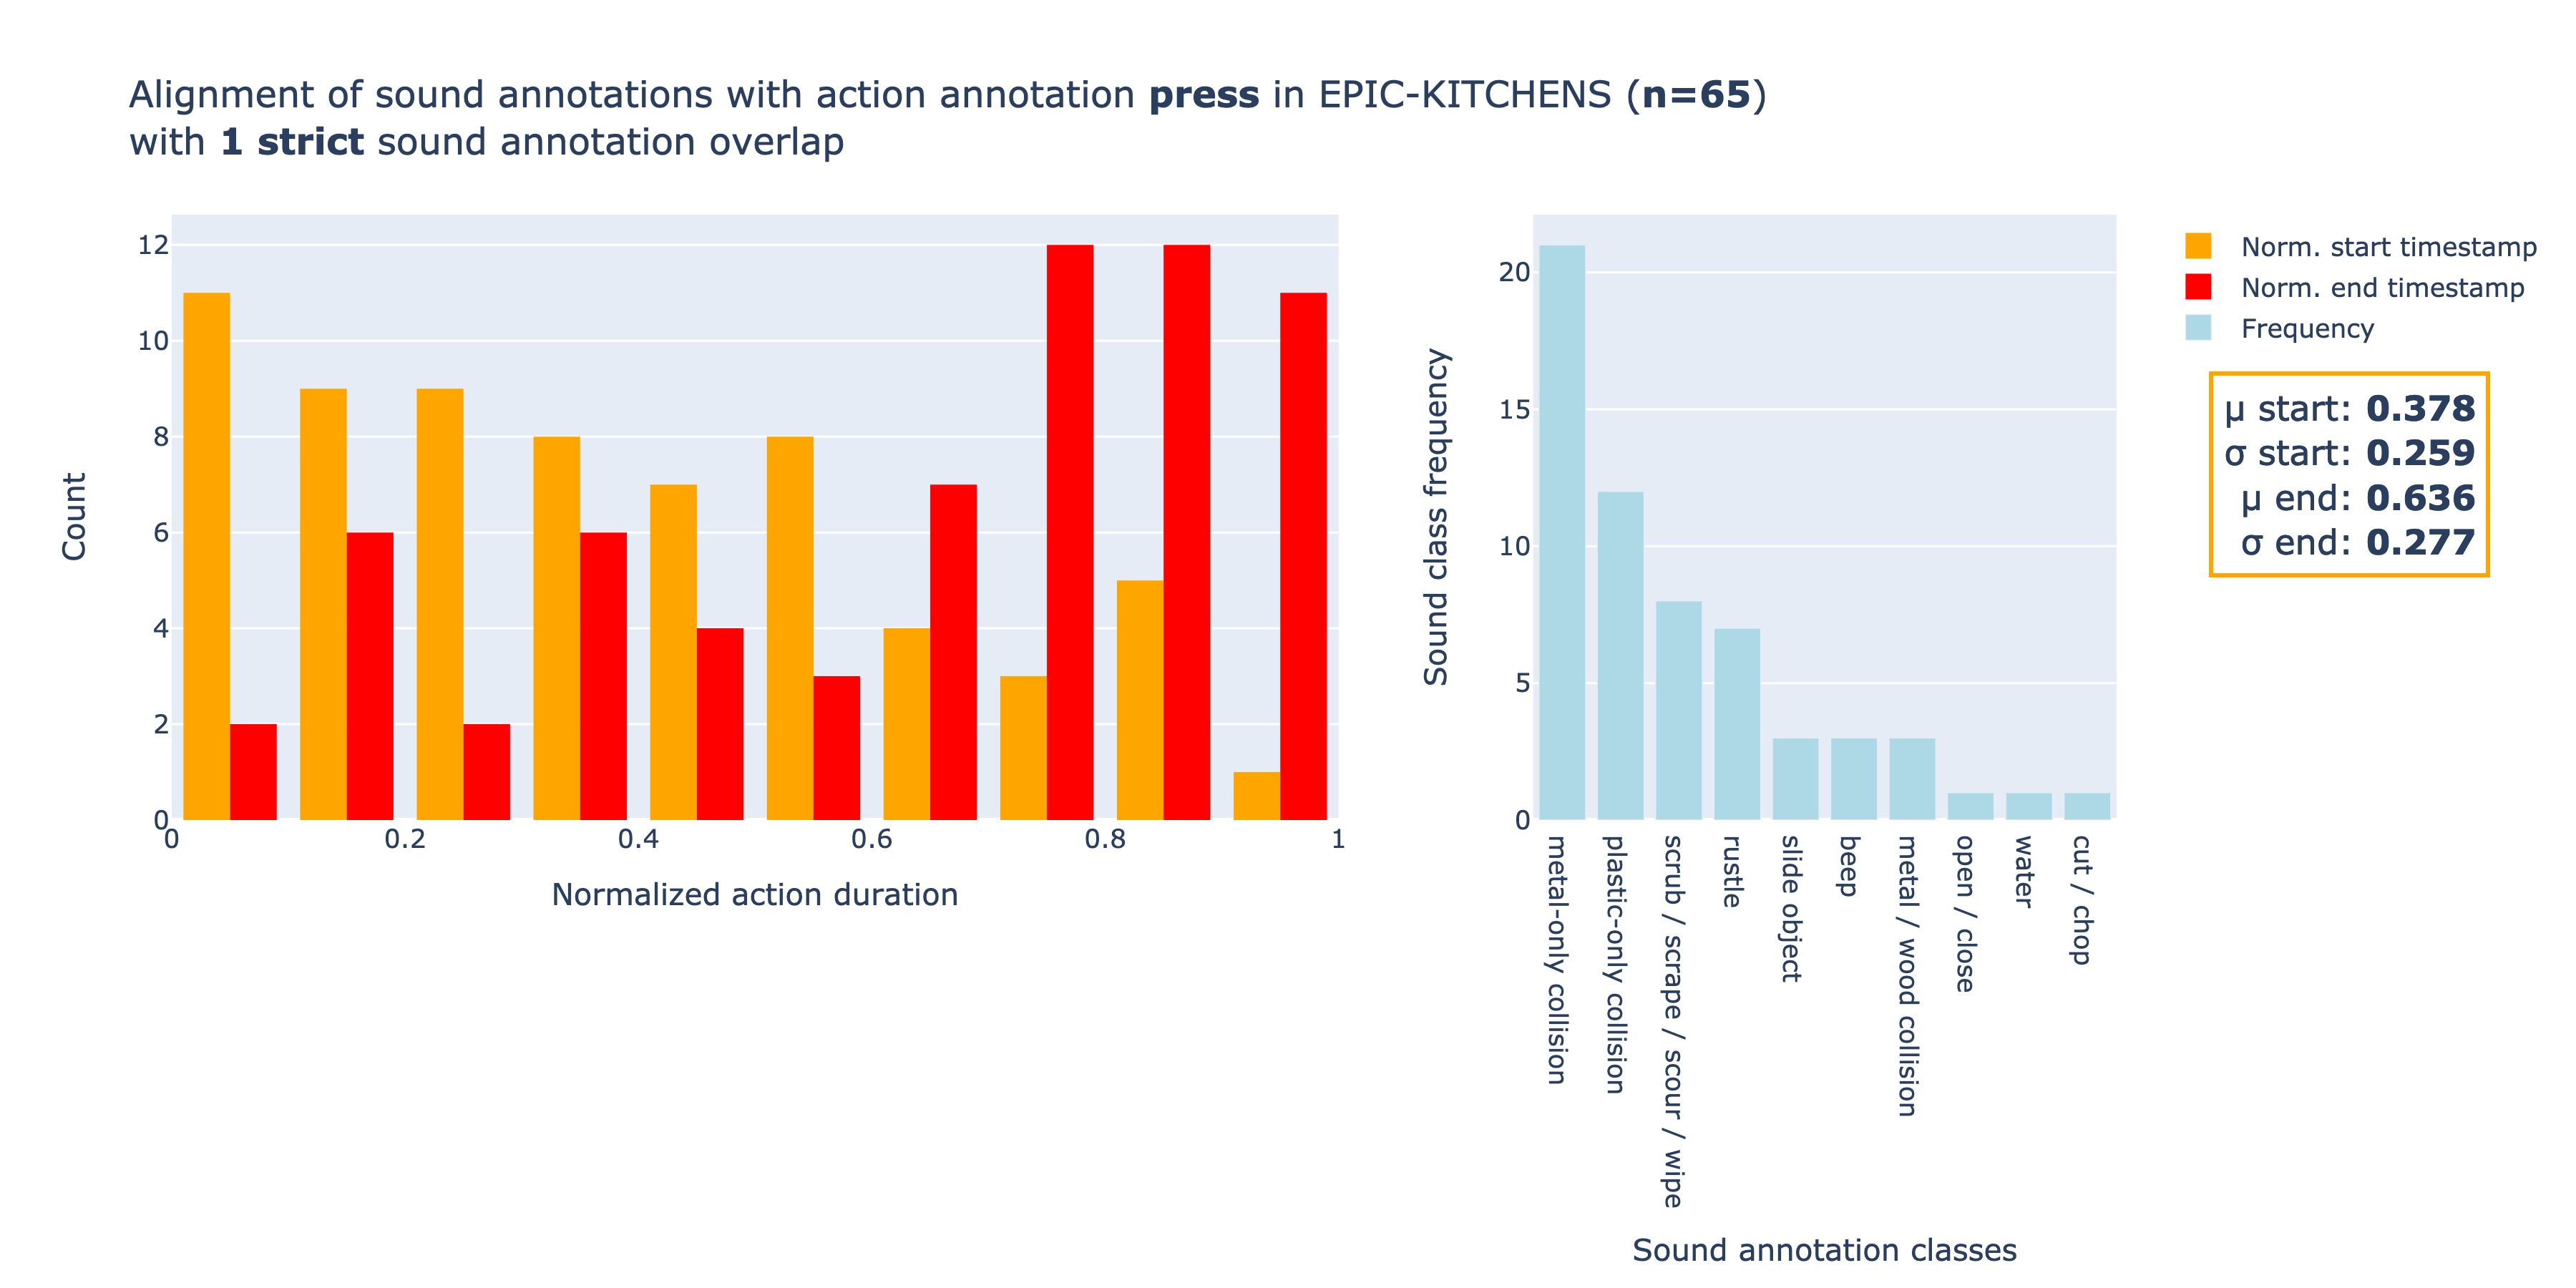 Alignment of sound annotations with action annotation press in EPIC-KITCHENS (n=65)
with 1 strict sound annotation overlap
12
10
8
6
4
2
0
Count
0
0.2
0.4
0.6
0.8
1
Normalized action duration
20
15
10
5
0
Sound class frequency
metal-only collision
plastic-only collision
scrub / scrape / scour / wipe
rustle
slide object
beep
metal / wood collision
open / close
water
cut / chop
Sound annotation classes
Norm. start timestamp
Norm. end timestamp
Frequency
μ start: 0.378
σ start: 0.259
μ end: 0.636
σ end: 0.277